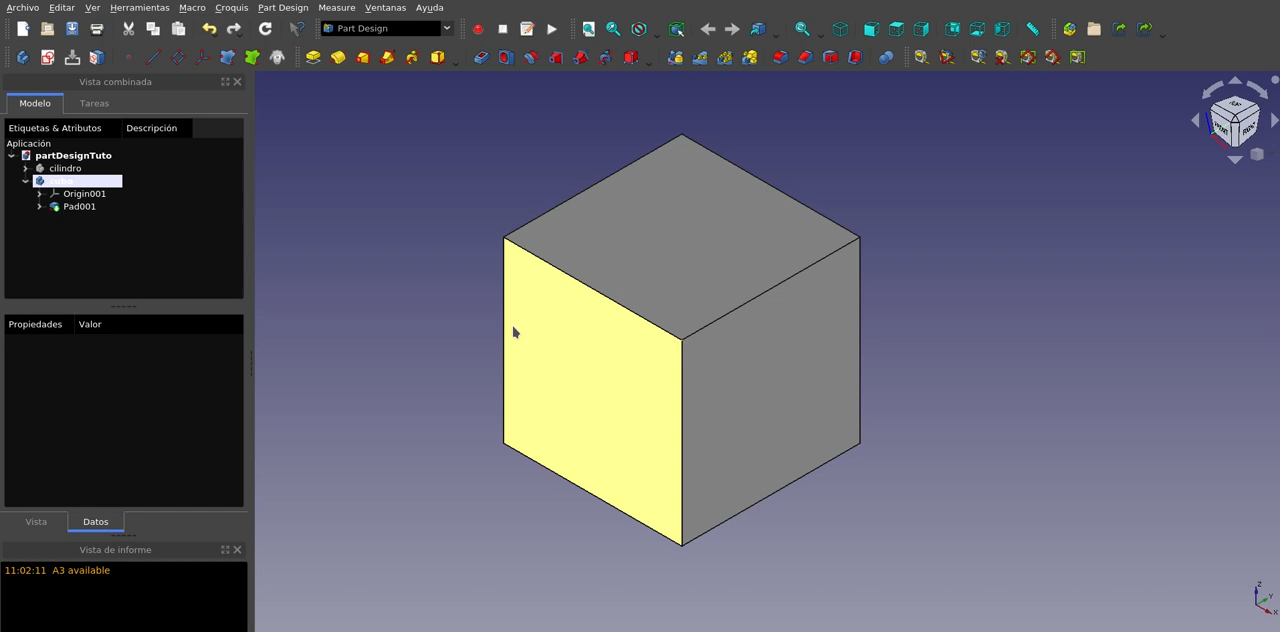 Archivo Editar Ver Herramientas Macro Croquis Part Design Measure Ventanas Ayuda
Part Design
Vista combinada
Modelo Tareas
Etiquetas & Atributos Descripción
Aplicación
partDesignTuto
cilindro
Origin001
Pad001
Propiedades Valor
Vista Datos
Vista de informe
11:02:11 A3 available
Z
Y
X